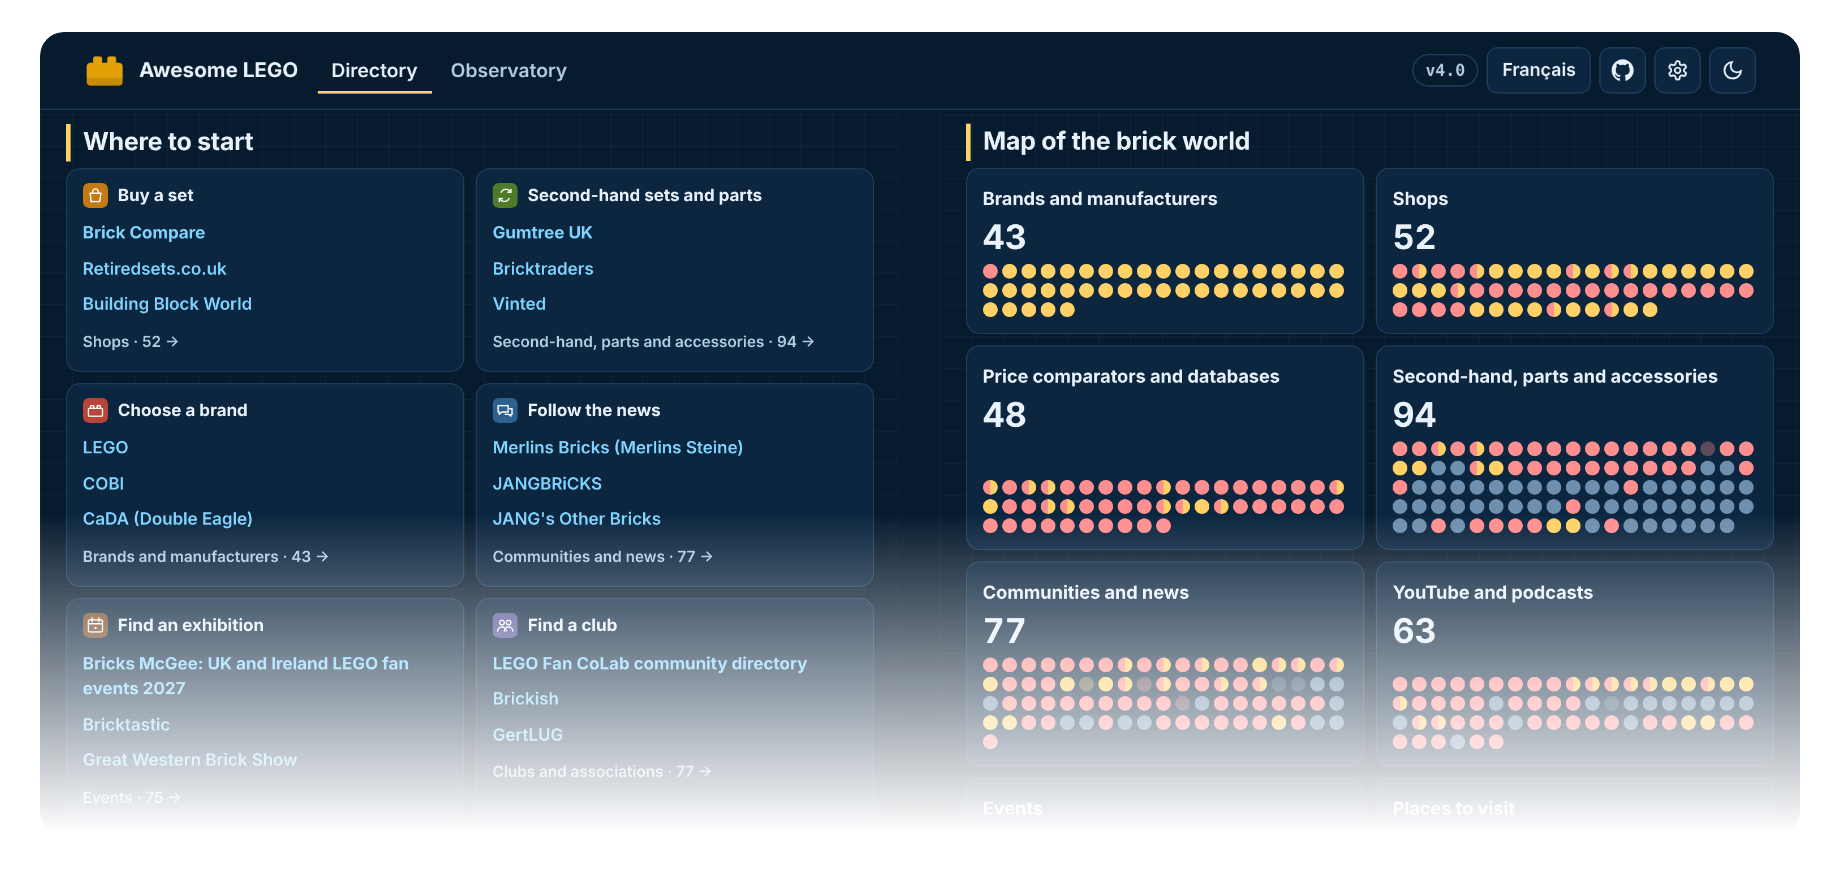 Awesome LEGO
Directory
Observatory
v4.0
Français
Where to start
Buy a set
Brick Compare
Retiredsets.co.uk
Building Block World
Shops · 52 →
Second-hand sets and parts
Gumtree UK
Bricktraders
Vinted
Second-hand, parts and accessories · 94 →
Choose a brand
LEGO
COBI
CaDA (Double Eagle)
Brands and manufacturers · 43 →
Follow the news
Merlins Bricks (Merlins Steine)
JANGBRiCKS
JANG's Other Bricks
Communities and news · 77 →
Find an exhibition
Bricks McGee: UK and Ireland LEGO fan
events 2027
Bricktastic
Great Western Brick Show
Events · 75 →
Find a club
LEGO Fan CoLab community directory
Brickish
GertLUG
Clubs and associations · 77 →
Map of the brick world
Brands and manufacturers
43
Shops
52
Price comparators and databases
48
Second-hand, parts and accessories
94
Communities and news
77
YouTube and podcasts
63
Events
Places to visit